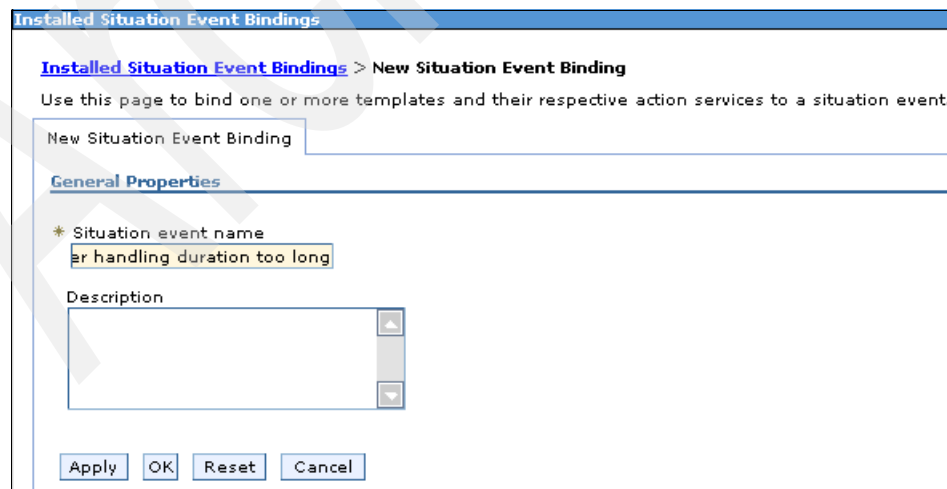 Installed Situation Event Bindings
Installed Situation Event Bindings > New Situation Event Binding
Use this page to bind one or more templates and their respective action services to a situation event
New Situation Event Binding
General Properties
* Situation event name
er handling duration too long
Description
Apply OK Reset Cancel